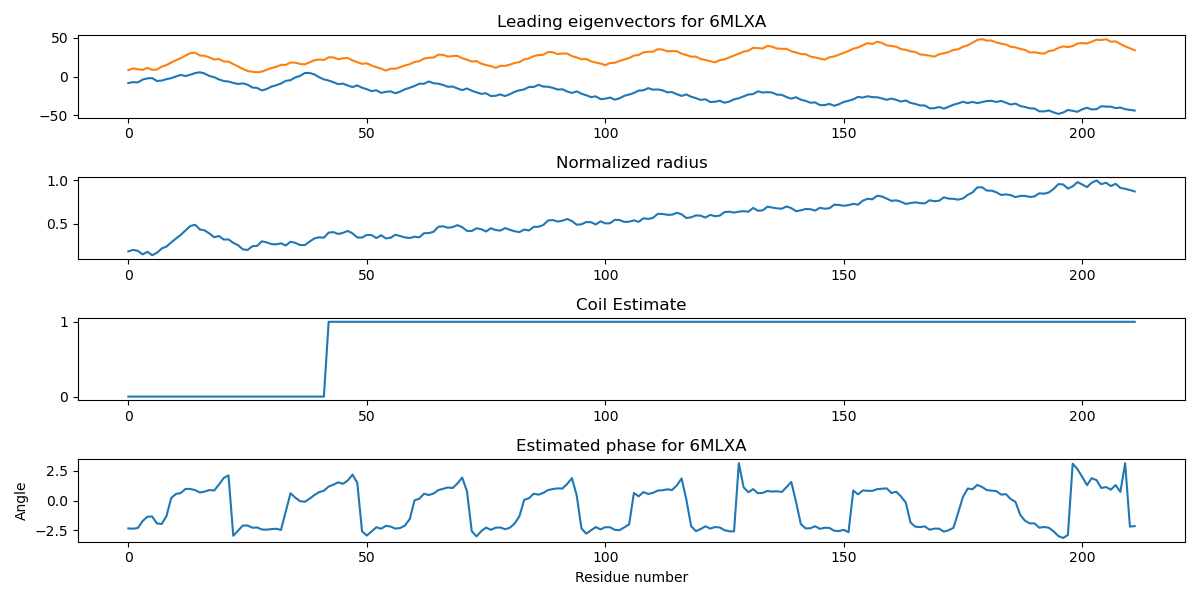 Leading eigenvectors for 6MLXA
50
0
−50
0 50 100 150 200
Normalized radius
1.0
0.5
0 50 100 150 200
Coil Estimate
1
0
0 50 100 150 200
Estimated phase for 6MLXA
2.5
0.0
−2.5
Angle
0 50 100 150 200
Residue number